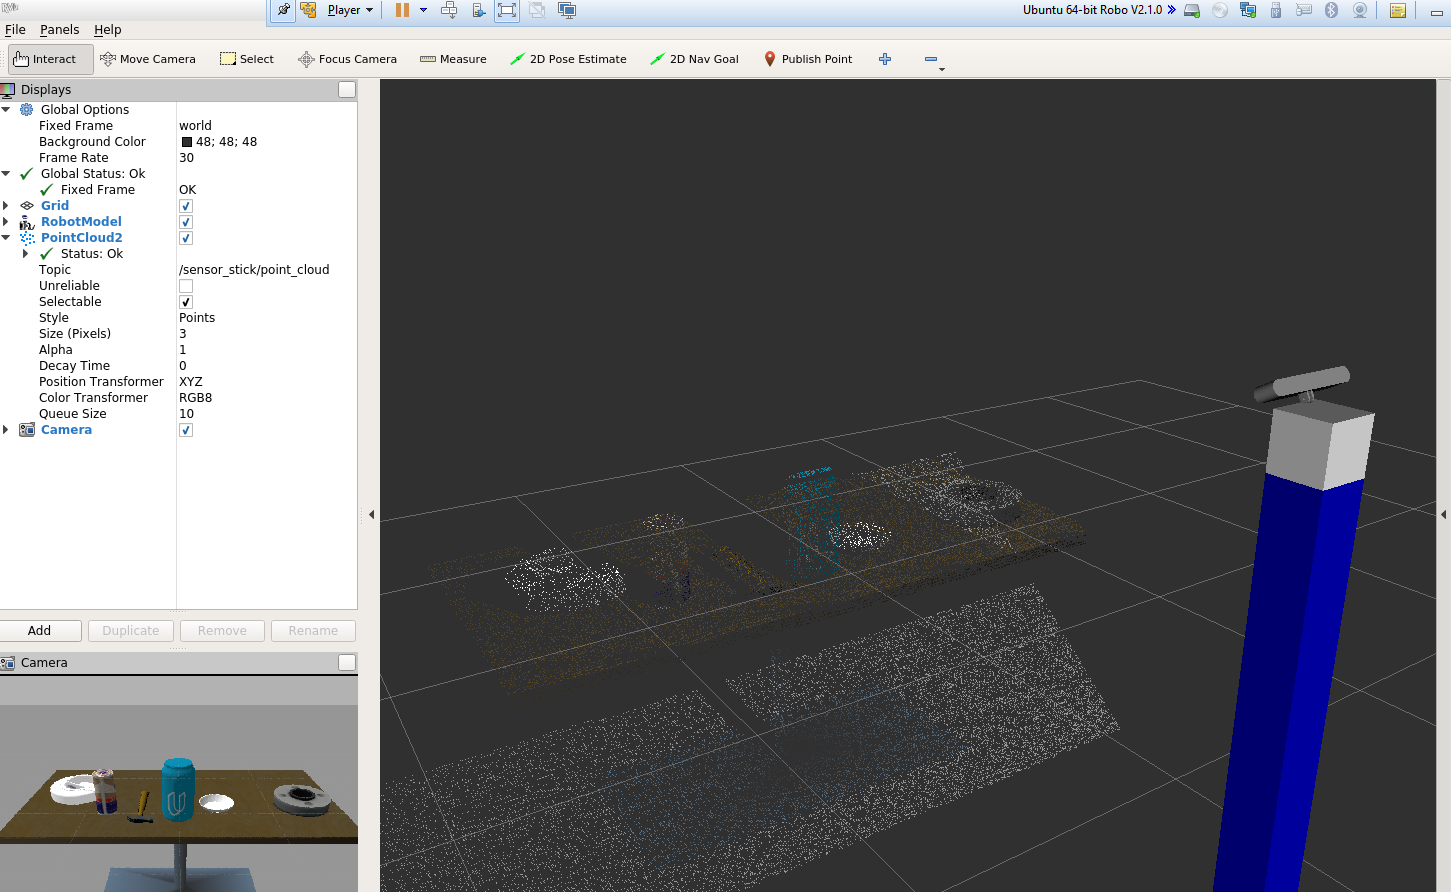 RViz
Player
Ubuntu 64-bit Robo V2.1.0
File Panels Help
Interact Move Camera Select Focus Camera Measure 2D Pose Estimate 2D Nav Goal Publish Point
Displays
Global Options
Fixed Frame world
Background Color 48; 48; 48
Frame Rate 30
Global Status: Ok
Fixed Frame OK
Grid
RobotModel
PointCloud2
Status: Ok
Topic /sensor_stick/point_cloud
Unreliable
Selectable
Style Points
Size (Pixels) 3
Alpha 1
Decay Time 0
Position Transformer XYZ
Color Transformer RGB8
Queue Size 10
Camera
Add Duplicate Remove Rename
Camera